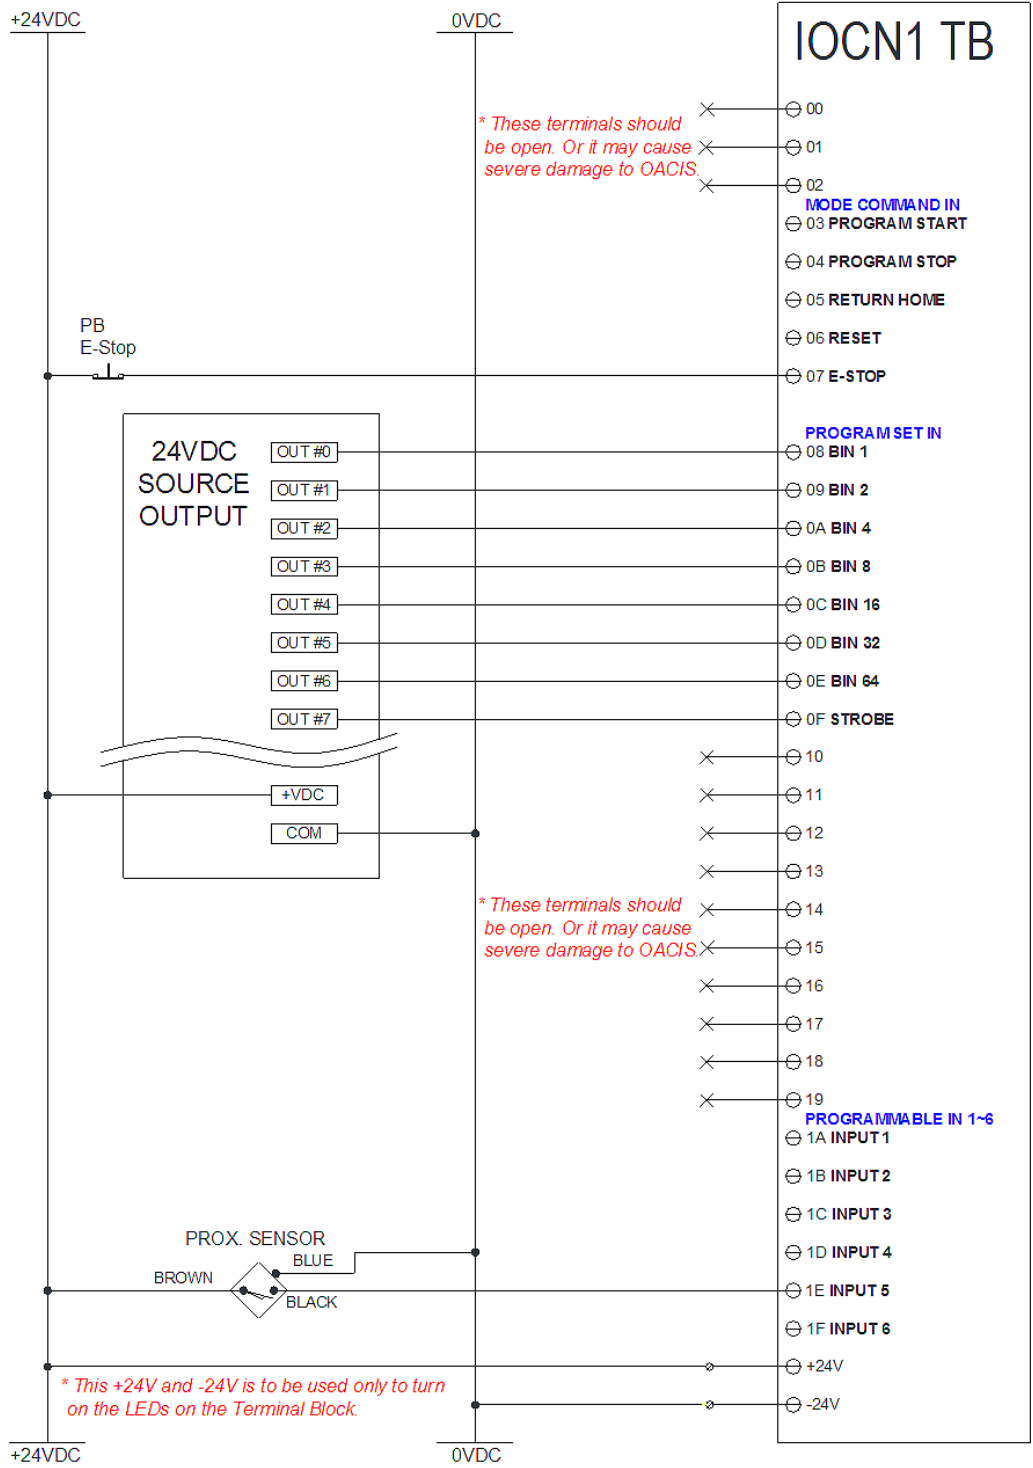 +24VDC
0VDC
IOCN1 TB
00
* These terminals should
be open. Or it may cause
severe damage to OACIS.
01
02
MODE COMMAND IN
03 PROGRAM START
04 PROGRAM STOP
05 RETURN HOME
06 RESET
PB
E-Stop
07 E-STOP
PROGRAM SET IN
24VDC
SOURCE
OUTPUT
OUT #0
08 BIN 1
OUT #1
09 BIN 2
OUT #2
0A BIN 4
OUT #3
0B BIN 8
OUT #4
0C BIN 16
OUT #5
0D BIN 32
OUT #6
0E BIN 64
OUT #7
0F STROBE
10
+VDC
11
COM
12
13
* These terminals should
be open. Or it may cause
severe damage to OACIS.
14
15
16
17
18
19
PROGRAMMABLE IN 1~6
1A INPUT 1
1B INPUT 2
1C INPUT 3
PROX. SENSOR
BLUE
BROWN
BLACK
1D INPUT 4
1E INPUT 5
1F INPUT 6
+24V
* This +24V and -24V is to be used only to turn
on the LEDs on the Terminal Block.
-24V
+24VDC
0VDC